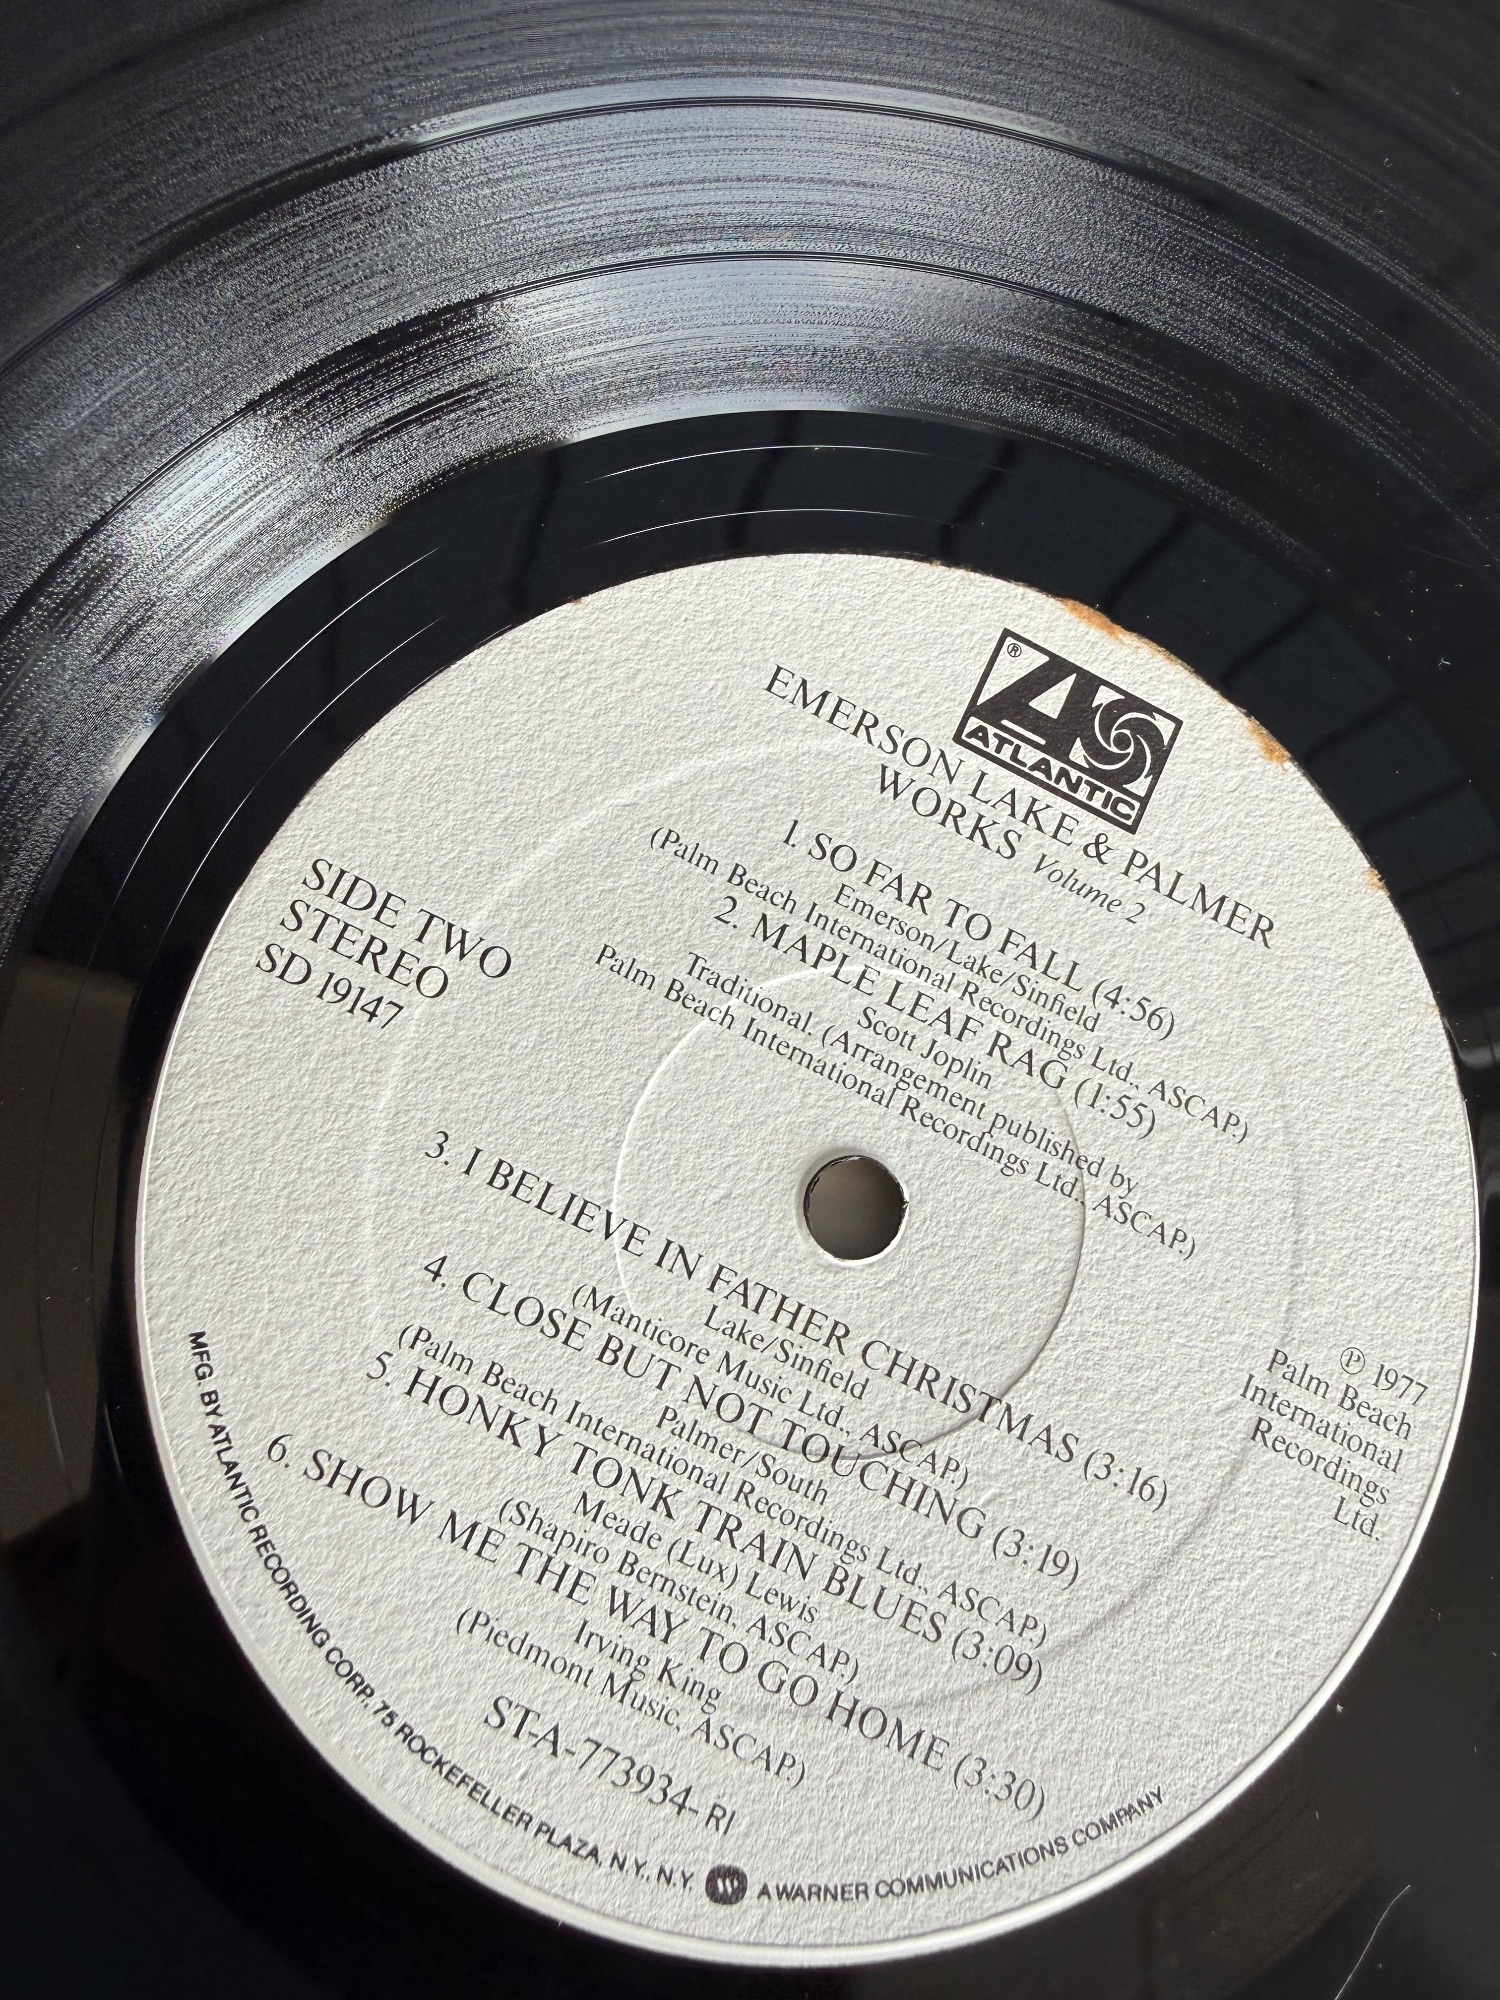 ®
ATLANTIC
EMERSON LAKE & PALMER
WORKS Volume 2
1. SO FAR TO FALL (4:56)
Emerson/Lake/Sinfield
(Palm Beach International Recordings Ltd., ASCAP.)
2. MAPLE LEAF RAG (1:55)
Scott Joplin
Traditional. (Arrangement published by
Palm Beach International Recordings Ltd., ASCAP.)
SIDE TWO
STEREO
SD 19147
3. I BELIEVE IN FATHER CHRISTMAS (3:16)
Lake/Sinfield
(Manticore Music Ltd., ASCAP.)
4. CLOSE BUT NOT TOUCHING (3:19)
Palmer/South
(Palm Beach International Recordings Ltd., ASCAP.)
5. HONKY TONK TRAIN BLUES (3:09)
Meade (Lux) Lewis
(Shapiro Bernstein, ASCAP.)
6. SHOW ME THE WAY TO GO HOME (3:30)
Irving King
(Piedmont Music, ASCAP.)
ST-A-773934-RI
℗ 1977
Palm Beach
International
Recordings
Ltd.
MFG. BY ATLANTIC RECORDING CORP., 75 ROCKEFELLER PLAZA, N.Y., N.Y. A WARNER COMMUNICATIONS COMPANY